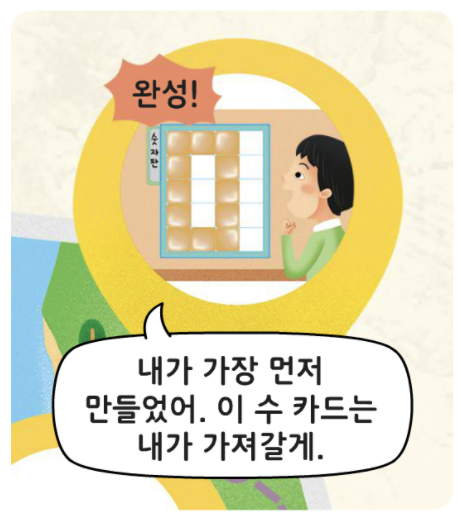 완성!
숫자판
내가 가장 먼저
만들었어. 이 수 카드는
내가 가져갈게.